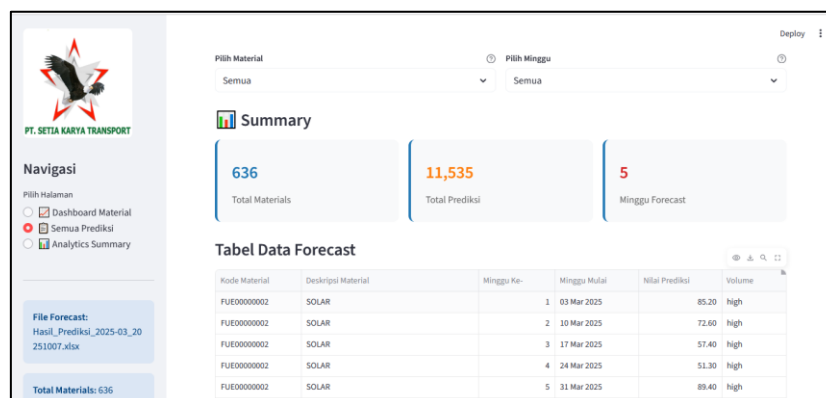 Deploy
PT. SETIA KARYA TRANSPORT
Navigasi
Pilih Halaman
Dashboard Material
Semua Prediksi
Analytics Summary
File Forecast:
Hasil_Prediksi_2025-03_20
251007.xlsx
Total Materials: 636
Pilih Material
Pilih Minggu
Semua
Semua
Summary
636
11,535
5
Total Materials
Total Prediksi
Minggu Forecast
Tabel Data Forecast
Kode Material Deskripsi Material Minggu Ke- Minggu Mulai Nilai Prediksi Volume
FUE00000002 SOLAR 1 03 Mar 2025 85.20 high
FUE00000002 SOLAR 2 10 Mar 2025 72.60 high
FUE00000002 SOLAR 3 17 Mar 2025 57.40 high
FUE00000002 SOLAR 4 24 Mar 2025 51.30 high
FUE00000002 SOLAR 5 31 Mar 2025 89.40 high